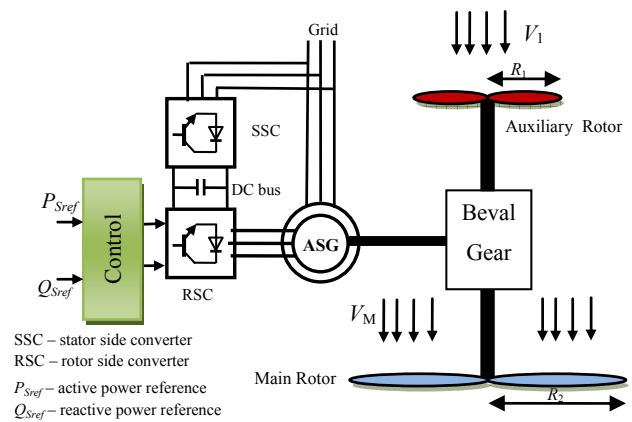 Grid
V1
R1
SSC
Auxiliary Rotor
DC bus
PSref
Control
QSref
ASG
Beval
Gear
RSC
VM
SSC – stator side converter
RSC – rotor side converter
PSref – active power reference
QSref – reactive power reference
Main Rotor
R2